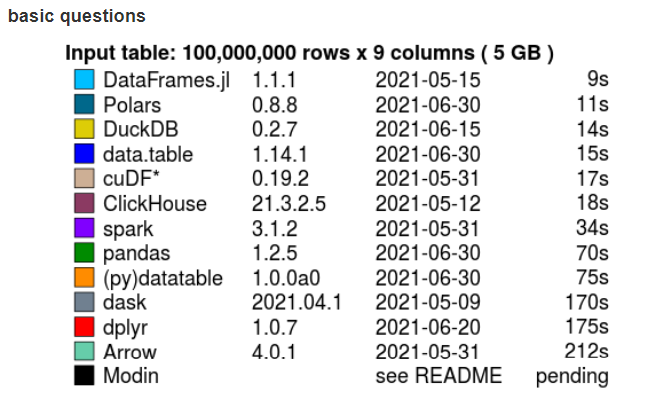 basic questions
Input table: 100,000,000 rows x 9 columns ( 5 GB )
DataFrames.jl 1.1.1 2021-05-15 9s
Polars 0.8.8 2021-06-30 11s
DuckDB 0.2.7 2021-06-15 14s
data.table 1.14.1 2021-06-30 15s
cuDF* 0.19.2 2021-05-31 17s
ClickHouse 21.3.2.5 2021-05-12 18s
spark 3.1.2 2021-05-31 34s
pandas 1.2.5 2021-06-30 70s
(py)datatable 1.0.0a0 2021-06-30 75s
dask 2021.04.1 2021-05-09 170s
dplyr 1.0.7 2021-06-20 175s
Arrow 4.0.1 2021-05-31 212s
Modin see README pending